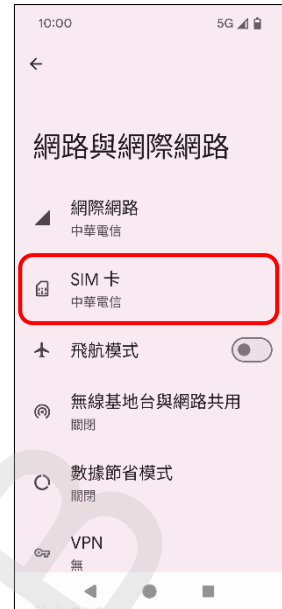 10:00 5G
網路與網際網路
網際網路
中華電信
SIM 卡
中華電信
飛航模式
無線基地台與網路共用
關閉
數據節省模式
關閉
VPN
無